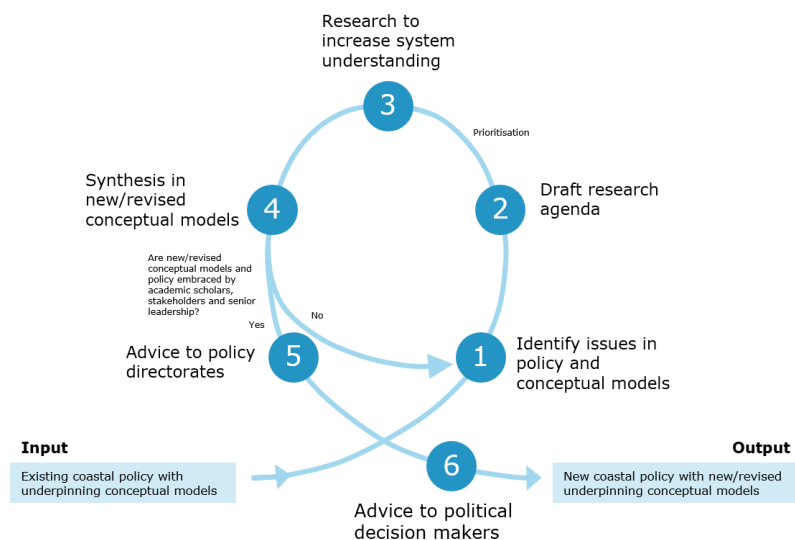 Research to
increase system
understanding
3
Prioritisation
Synthesis in
new/revised
conceptual models
4
2
Draft research
agenda
Are new/revised
conceptual models and
policy embraced by
academic scholars,
stakeholders and senior
leadership?
Yes
No
Advice to policy
directorates
5
1
Identify issues in
policy and
conceptual models
Input
Existing coastal policy with
underpinning conceptual models
6
Advice to political
decision makers
Output
New coastal policy with new/revised
underpinning conceptual models